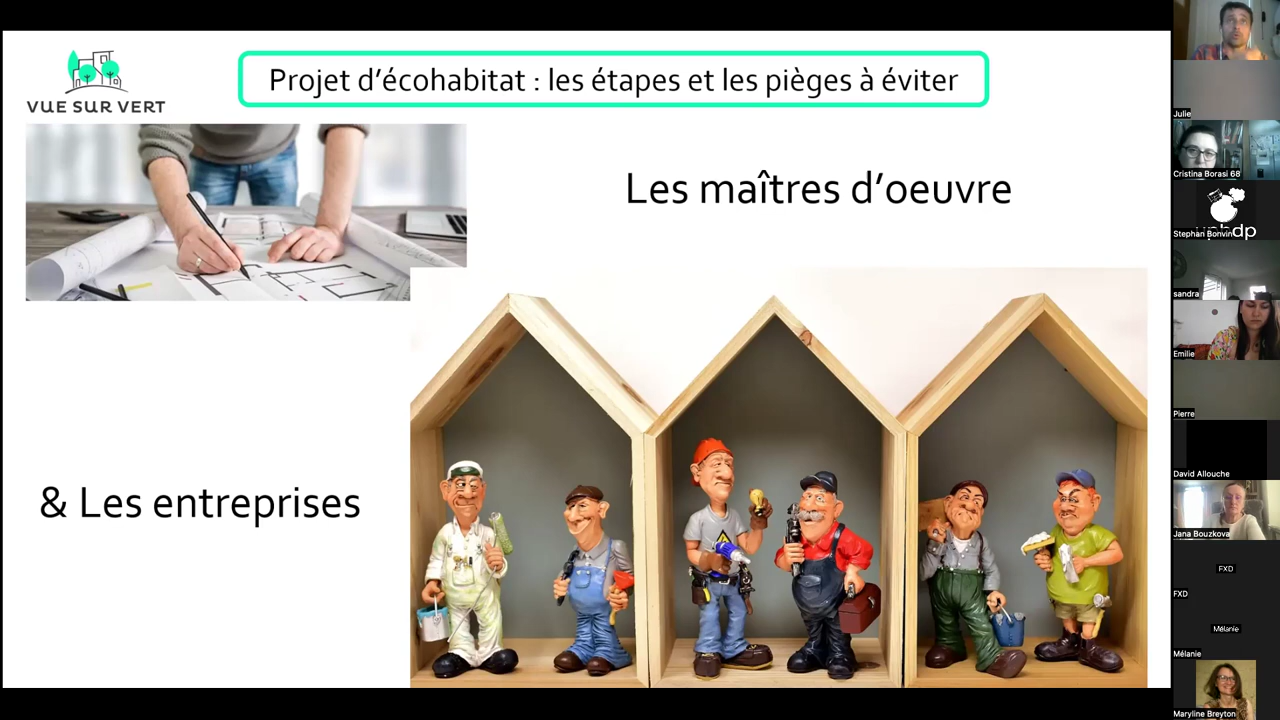 VUE SUR VERT
Projet d'écohabitat : les étapes et les pièges à éviter
Les maîtres d'oeuvre
& Les entreprises
Julie
Cristina Borasi 68
Stephan Bonvin
sandra
Emilie
Pierre
David Allouche
Jana Bouzkova
FXD
FXD
Mélanie
Mélanie
Maryline Breyton